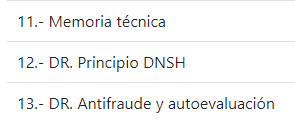 11.- Memoria técnica
12.- DR. Principio DNSH
13.- DR. Antifraude y autoevaluación